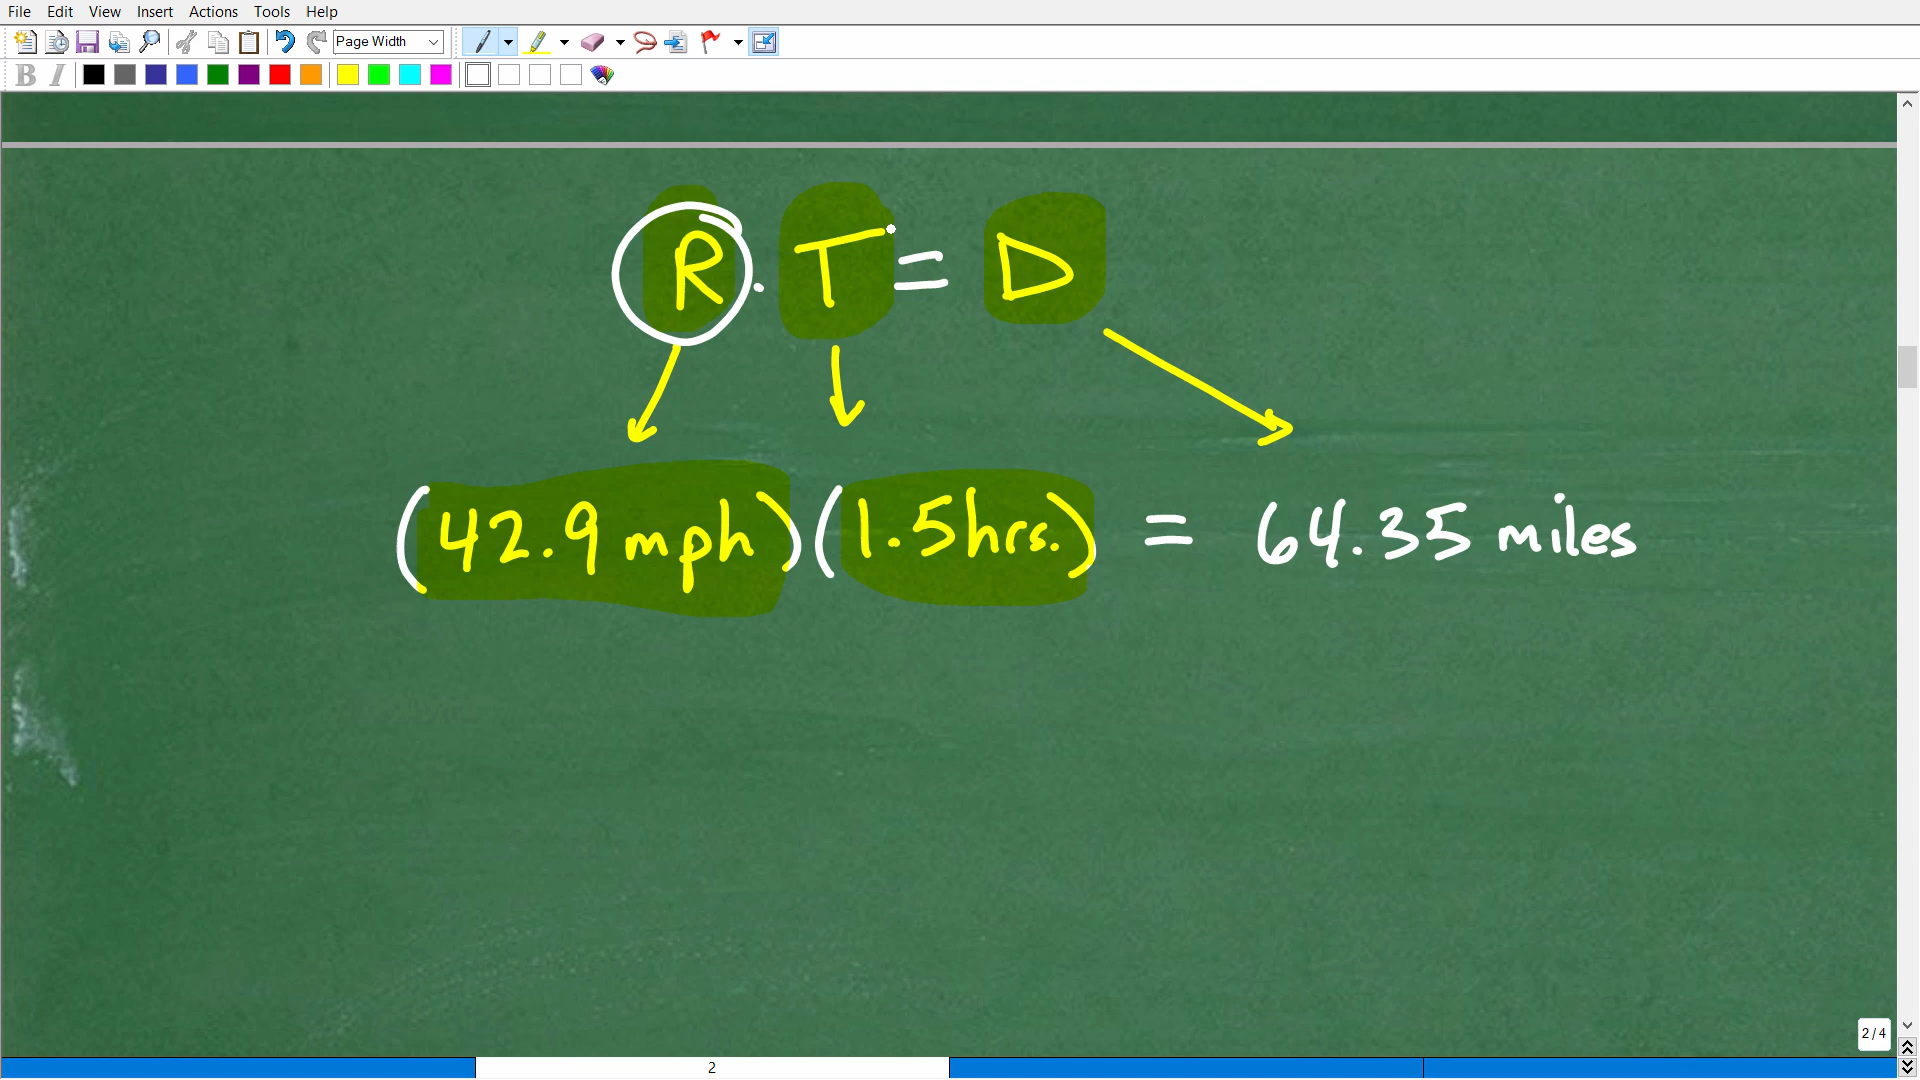 File Edit View Insert Actions Tools Help
Page Width
B I
R . T = D
(42.9 mph)(1.5hrs.) = 64.35 miles
2 / 4
2